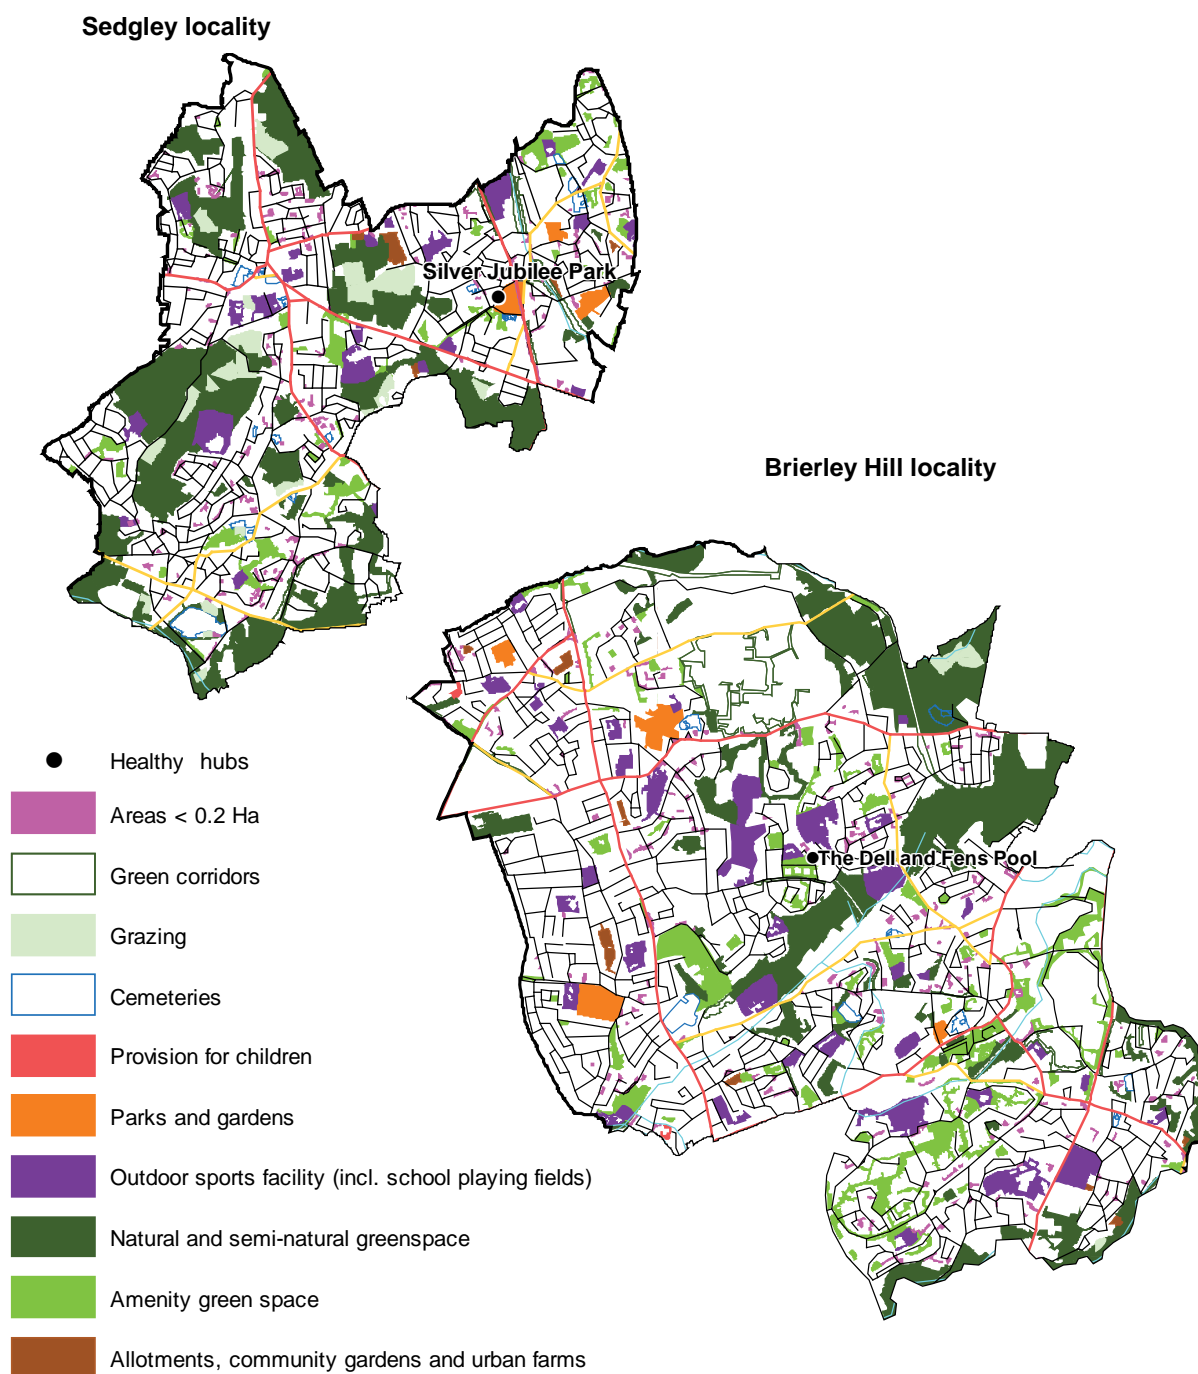 Sedgley locality
Silver Jubilee Park
Brierley Hill locality
The Dell and Fens Pool
Healthy hubs
Areas < 0.2 Ha
Green corridors
Grazing
Cemeteries
Provision for children
Parks and gardens
Outdoor sports facility (incl. school playing fields)
Natural and semi-natural greenspace
Amenity green space
Allotments, community gardens and urban farms